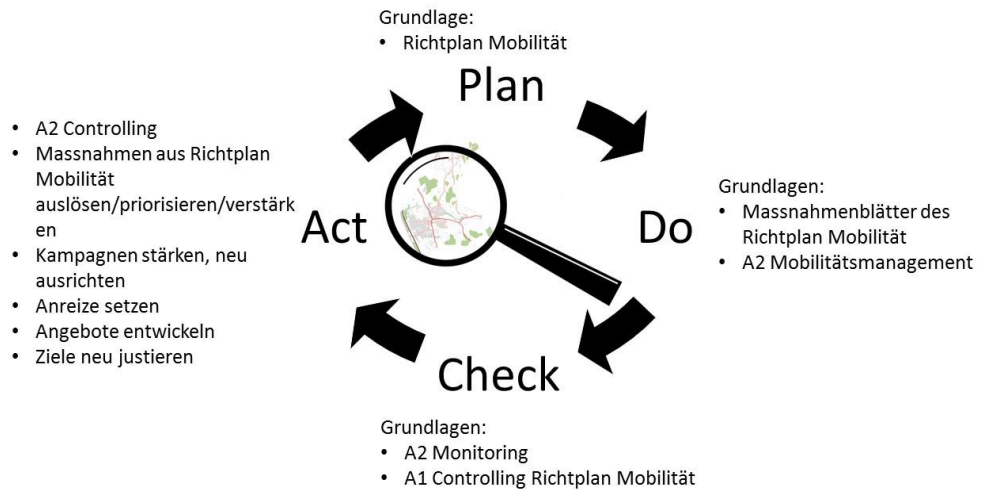 Grundlage:
• Richtplan Mobilität
Plan
• A2 Controlling
• Massnahmen aus Richtplan
Mobilität
auslösen/priorisieren/verstärk
en
• Kampagnen stärken, neu
ausrichten
• Anreize setzen
• Angebote entwickeln
• Ziele neu justieren
Act
Do
Grundlagen:
• Massnahmenblätter des
Richtplan Mobilität
• A2 Mobilitätsmanagement
Check
Grundlagen:
• A2 Monitoring
• A1 Controlling Richtplan Mobilität